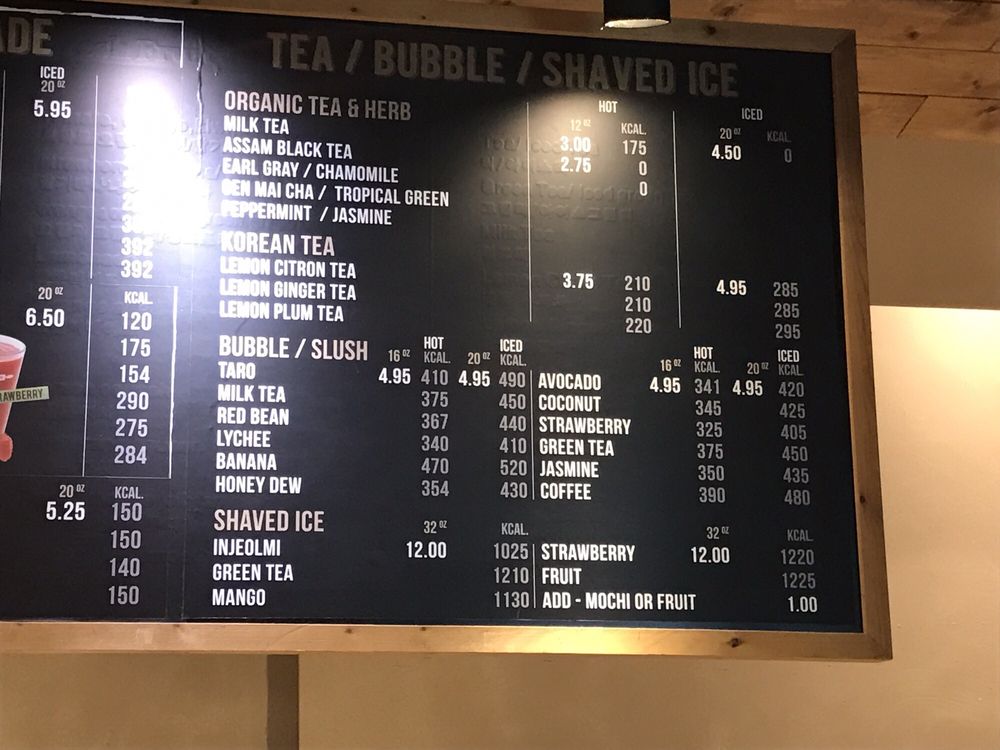 ADE
ICED
20 OZ
5.95
392
392
20 OZ KCAL.
6.50 120
175
154
290
275
284
RAWBERRY
20 OZ KCAL.
5.25 150
150
140
150
TEA / BUBBLE / SHAVED ICE
ORGANIC TEA & HERB HOT ICED
12 OZ KCAL. 20 OZ KCAL.
MILK TEA 3.00 175 4.50 0
ASSAM BLACK TEA 2.75 0
EARL GRAY / CHAMOMILE 0
GEN MAI CHA / TROPICAL GREEN
PEPPERMINT / JASMINE
KOREAN TEA
LEMON CITRON TEA 3.75 210 4.95 285
LEMON GINGER TEA 210 285
LEMON PLUM TEA 220 295
BUBBLE / SLUSH 16 OZ HOT KCAL. 20 OZ ICED KCAL. 16 OZ HOT KCAL. 20 OZ ICED KCAL.
TARO 4.95 410 4.95 490 AVOCADO 4.95 341 4.95 420
MILK TEA 375 450 COCONUT 345 425
RED BEAN 367 440 STRAWBERRY 325 405
LYCHEE 340 410 GREEN TEA 375 450
BANANA 470 520 JASMINE 350 435
HONEY DEW 354 430 COFFEE 390 480
SHAVED ICE 32 OZ KCAL. 32 OZ KCAL.
INJEOLMI 12.00 1025 STRAWBERRY 12.00 1220
GREEN TEA 1210 FRUIT 1225
MANGO 1130 ADD - MOCHI OR FRUIT 1.00